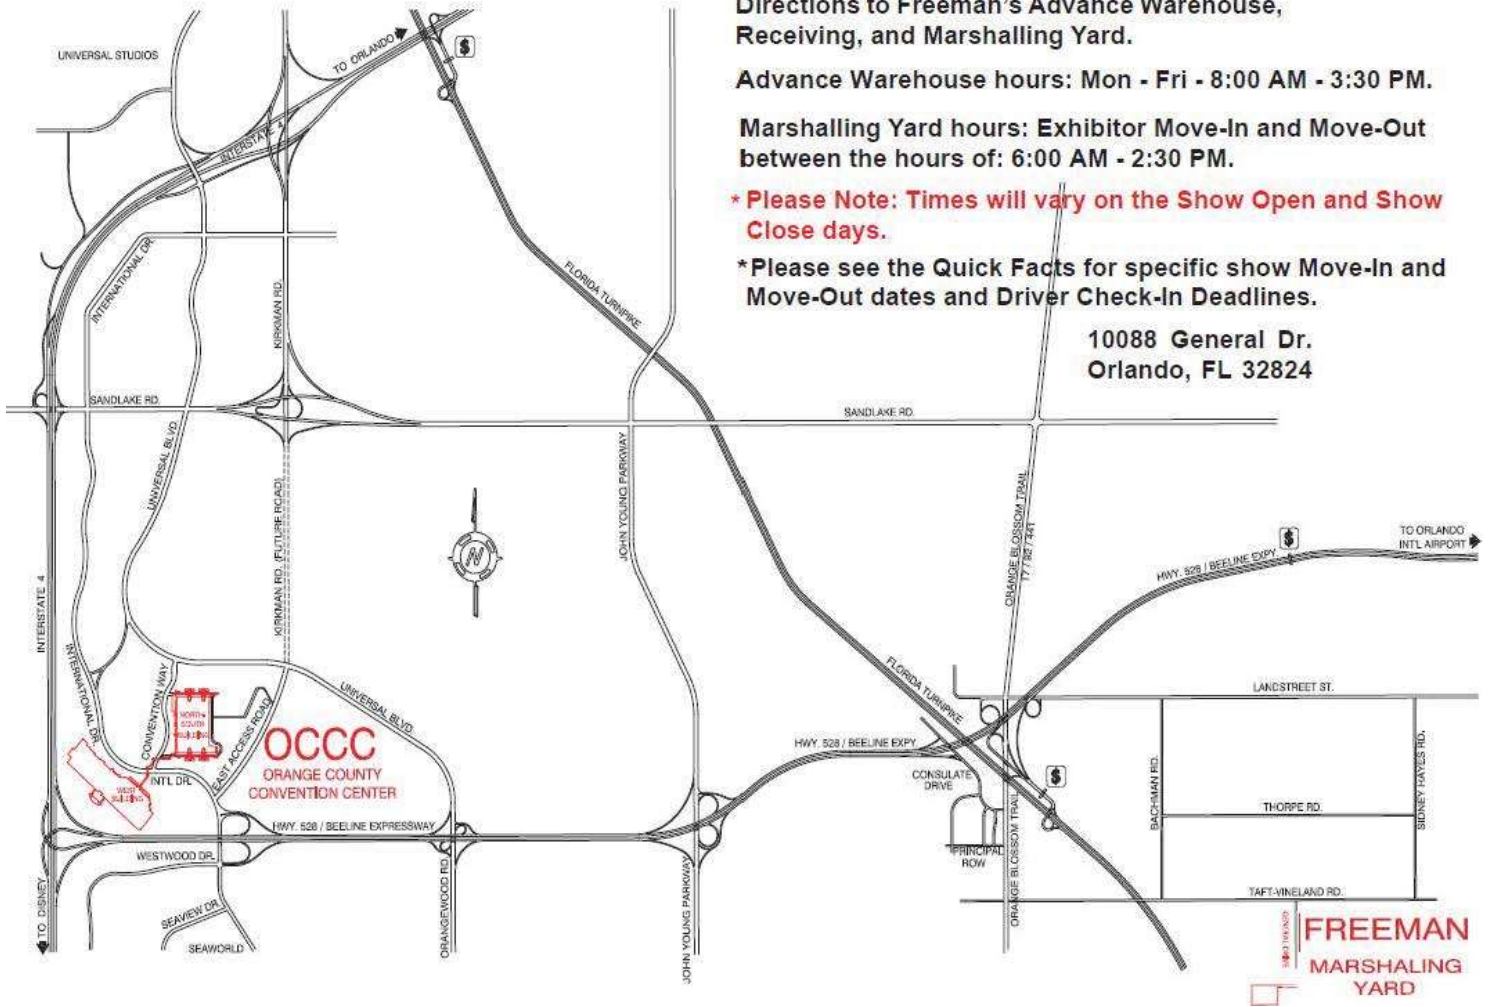 Directions to Freeman's Advance Warehouse,
Receiving, and Marshalling Yard.
Advance Warehouse hours: Mon - Fri - 8:00 AM - 3:30 PM.
Marshalling Yard hours: Exhibitor Move-In and Move-Out
between the hours of: 6:00 AM - 2:30 PM.
* Please Note: Times will vary on the Show Open and Show
Close days.
*Please see the Quick Facts for specific show Move-In and
Move-Out dates and Driver Check-In Deadlines.
10088 General Dr.
Orlando, FL 32824
UNIVERSAL STUDIOS
TO ORLANDO
$
INTERSTATE 4
INTERNATIONAL DR.
KIRKMAN RD.
FLORIDA TURNPIKE
SANDLAKE RD.
SANDLAKE RD.
UNIVERSAL BLVD
KIRKMAN RD. (FUTURE ROAD)
JOHN YOUNG PARKWAY
N
ORANGE BLOSSOM TRAIL
17 / 92 / 441
$
TO ORLANDO
INT'L AIRPORT
HWY. 528 / BEELINE EXPY.
INTERSTATE 4
INTERNATIONAL DR.
CONVENTION WAY
NORTH
SOUTH
BUILDING
EAST ACCESS ROAD
UNIVERSAL BLVD.
FLORIDA TURNPIKE
LANDSTREET ST.
OCCC
ORANGE COUNTY
CONVENTION CENTER
INT'L DR.
WEST
BUILDING
HWY. 528 / BEELINE EXPY
CONSULATE
DRIVE
$
BACHMAN RD.
THORPE RD.
SIDNEY HAYES RD.
HWY. 528 / BEELINE EXPRESSWAY
WESTWOOD DR.
PRINCIPAL
ROW
ORANGE BLOSSOM TRAIL
TAFT-VINELAND RD.
TO DISNEY
SEAVIEW DR.
SEAWORLD
ORANGEWOOD RD.
JOHN YOUNG PARKWAY
GENERAL DRIVE
FREEMAN
MARSHALING
YARD